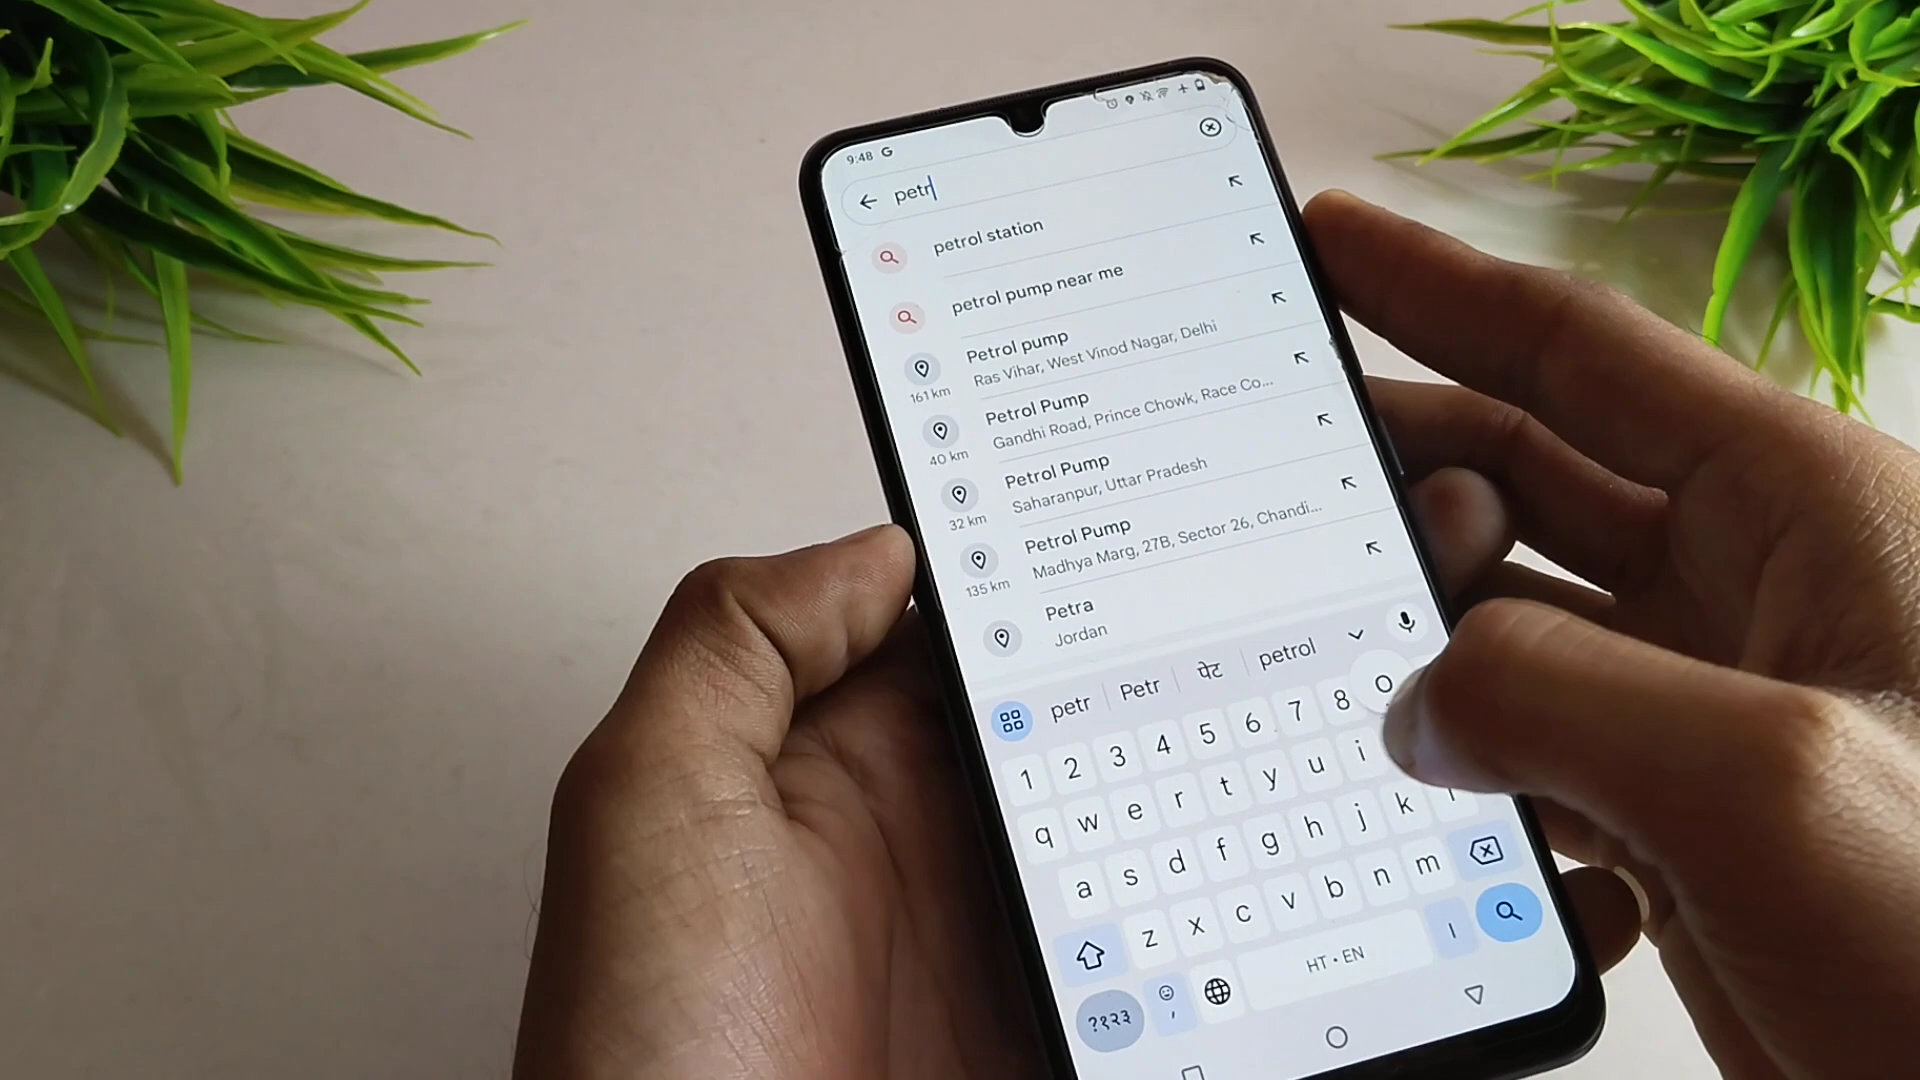 9:48 G
petr
petrol station
petrol pump near me
Petrol pump
Ras Vihar, West Vinod Nagar, Delhi
161 km
Petrol Pump
Gandhi Road, Prince Chowk, Race Co...
40 km
Petrol Pump
Saharanpur, Uttar Pradesh
32 km
Petrol Pump
Madhya Marg, 27B, Sector 26, Chandi...
135 km
Petra
Jordan
petr Petr पेट petrol
1 2 3 4 5 6 7 8 o
q w e r t y u i
a s d f g h j k l
z x c v b n m
?१२३ , HT • EN ।